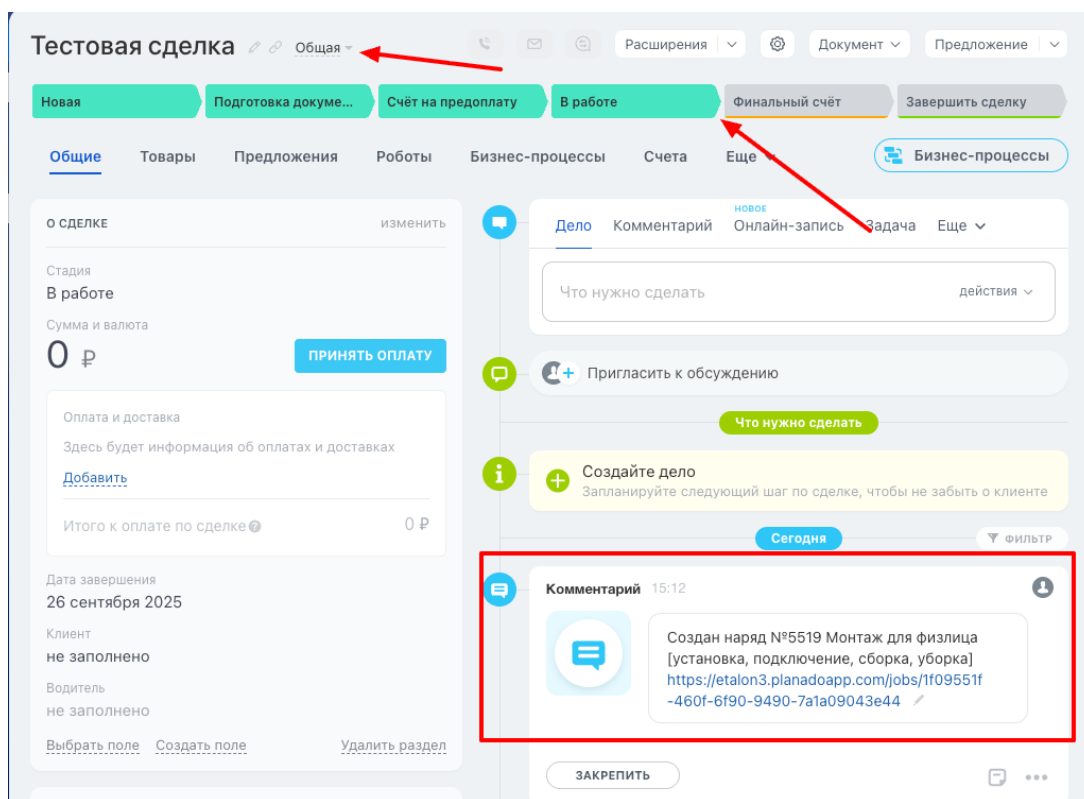 Тестовая сделка Общая
Расширения Документ Предложение
Новая Подготовка докуме... Счёт на предоплату В работе Финальный счёт Завершить сделку
Общие Товары Предложения Роботы Бизнес-процессы Счета Еще Бизнес-процессы
О СДЕЛКЕ изменить
Стадия
В работе
Сумма и валюта
0 ₽ ПРИНЯТЬ ОПЛАТУ
Оплата и доставка
Здесь будет информация об оплатах и доставках
Добавить
Итого к оплате по сделке 0 ₽
Дата завершения
26 сентября 2025
Клиент
не заполнено
Водитель
не заполнено
Выбрать поле Создать поле Удалить раздел
НОВОЕ
Дело Комментарий Онлайн-запись Задача Еще
Что нужно сделать действия
Пригласить к обсуждению
Что нужно сделать
Создайте дело
Запланируйте следующий шаг по сделке, чтобы не забыть о клиенте
Сегодня ФИЛЬТР
Комментарий 15:12
Создан наряд №5519 Монтаж для физлица
[установка, подключение, сборка, уборка]
https://etalon3.planadoapp.com/jobs/1f09551f
-460f-6f90-9490-7a1a09043e44
ЗАКРЕПИТЬ